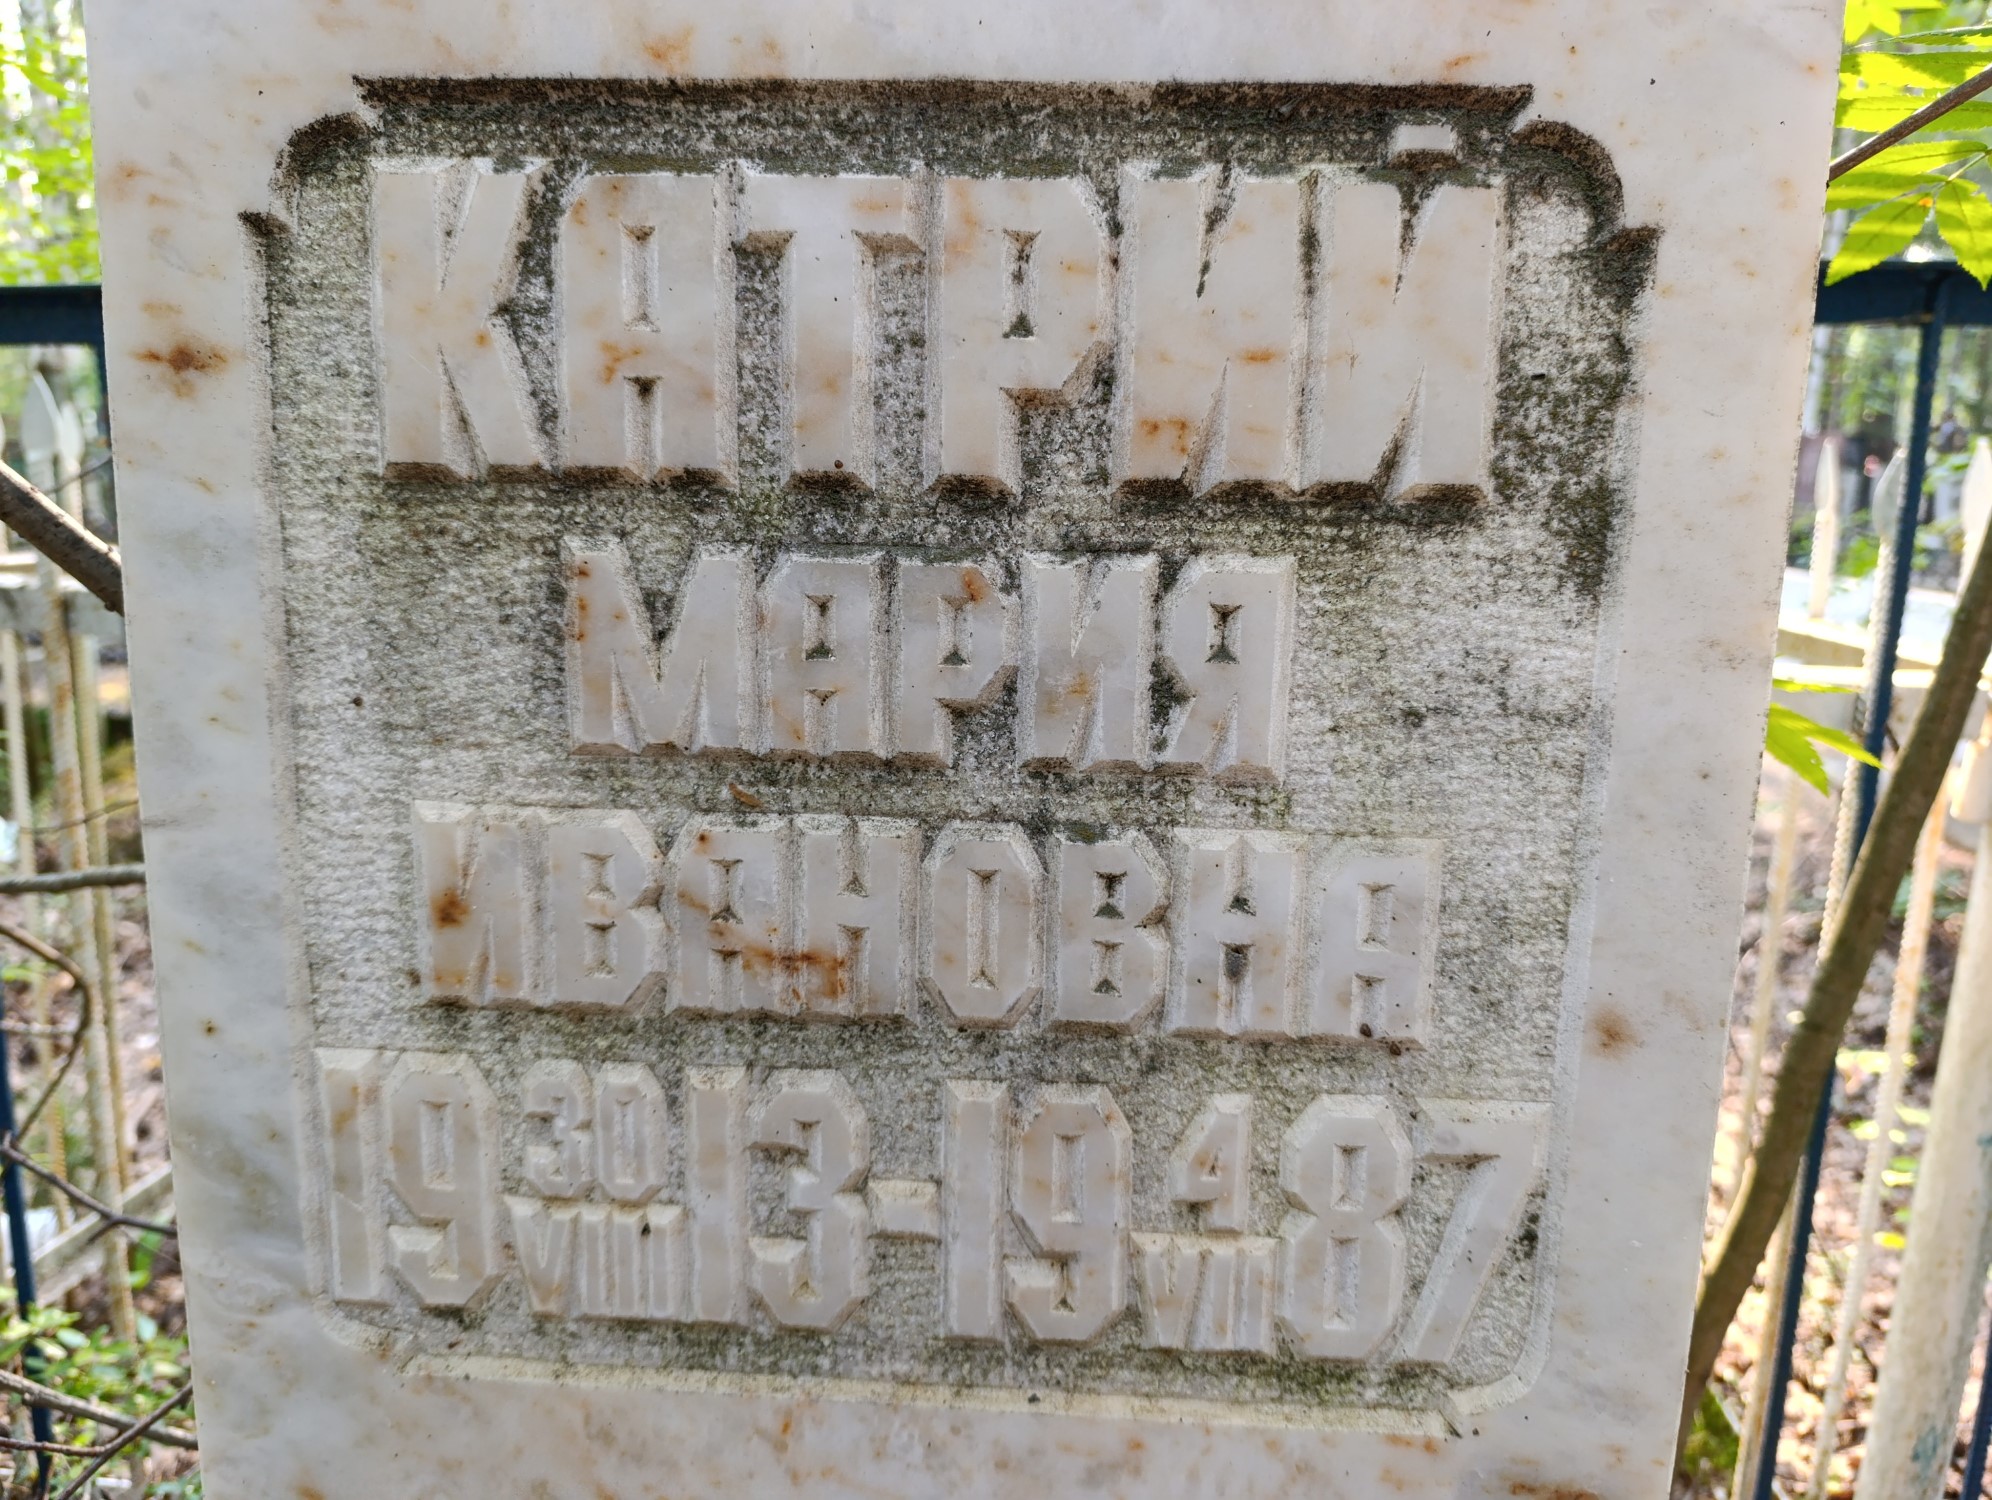 КАТРИЙ
МАРИЯ
ИВАНОВНА
19 30/VIII 13-19 4/VII 87